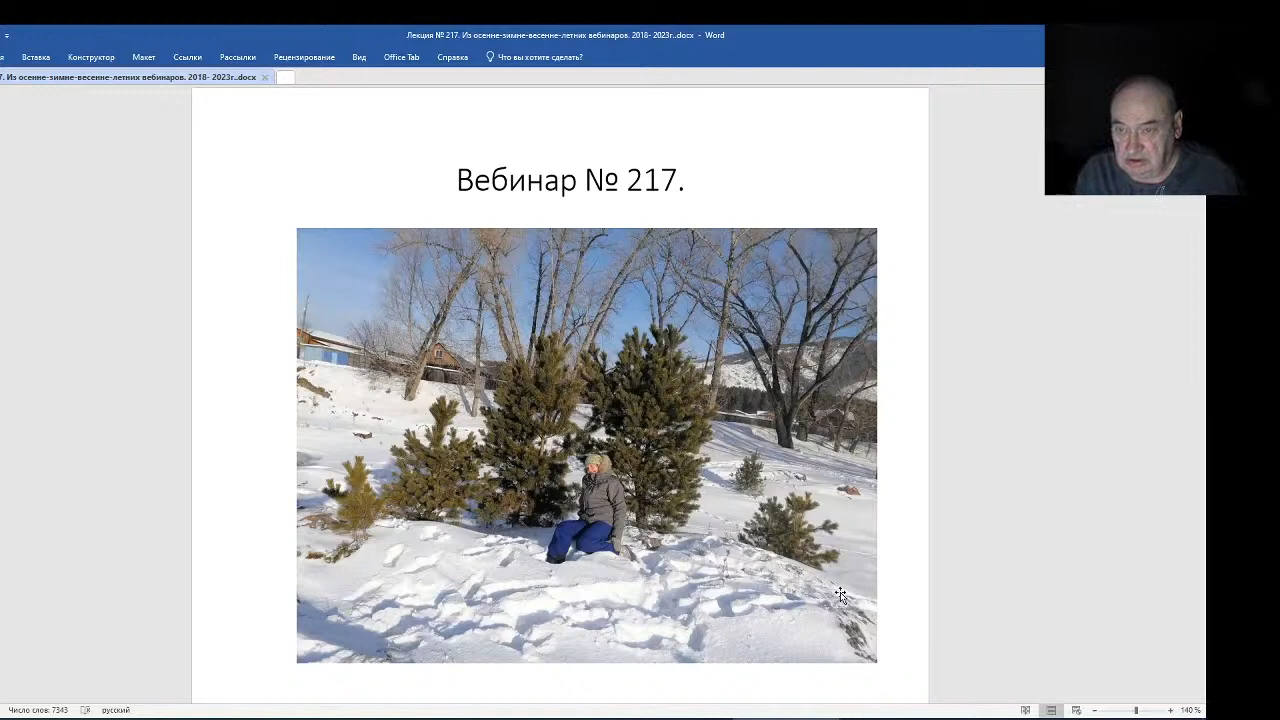 Лекция № 217. Из осенне-зимне-весенне-летних вебинаров. 2018- 2023г..docx - Word
Вставка Конструктор Макет Ссылки Рассылки Рецензирование Вид Office Tab Справка Что вы хотите сделать?
7. Из осенне-зимне-весенне-летних вебинаров. 2018- 2023г..docx
Вебинар № 217.
Число слов: 7343 русский 140 %